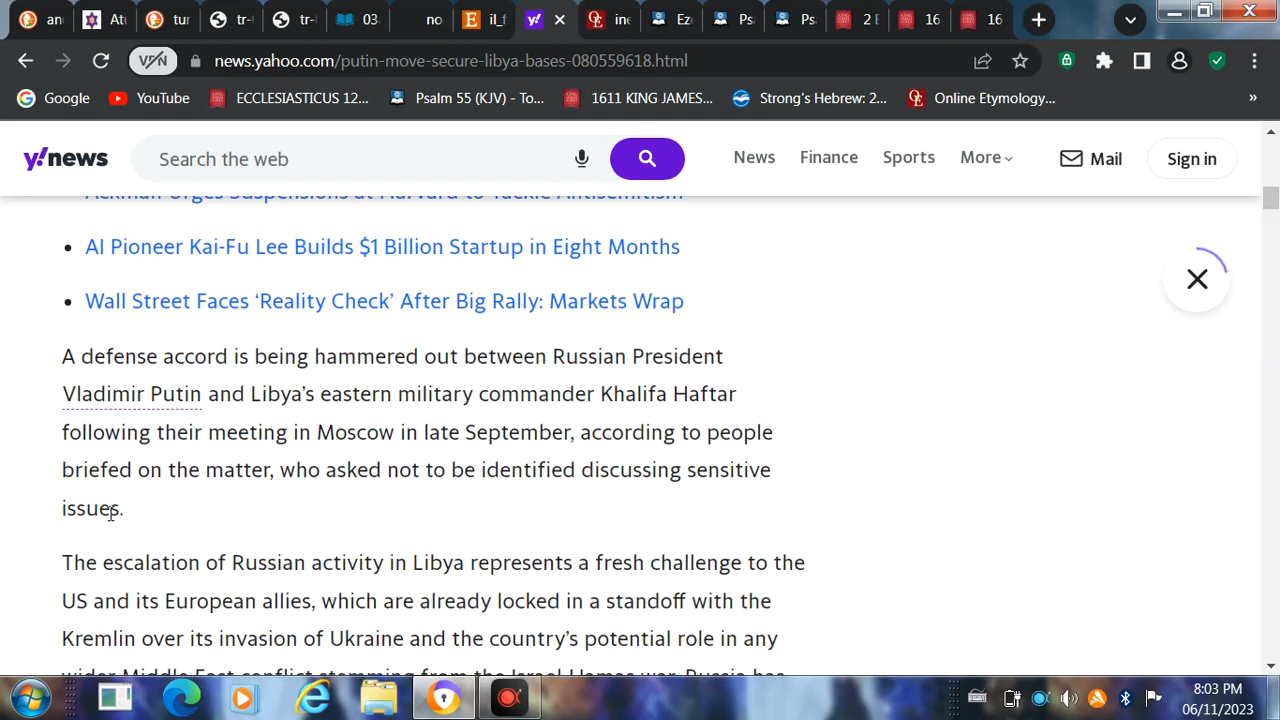 an
At
tu
tr-
tr-
03
no
il_f
in
Ez
Psa
Psa
2 E
16
16
VPN
news.yahoo.com/putin-move-secure-libya-bases-080559618.html
Google
YouTube
ECCLESIASTICUS 12...
Psalm 55 (KJV) - To...
1611 KING JAMES...
Strong's Hebrew: 2...
Online Etymology...
»
y!news
Search the web
News
Finance
Sports
More
Mail
Sign in
Ackman Urges Suspensions at Harvard to Tackle Antisemitism
• AI Pioneer Kai-Fu Lee Builds $1 Billion Startup in Eight Months
• Wall Street Faces ‘Reality Check’ After Big Rally: Markets Wrap
A defense accord is being hammered out between Russian President
Vladimir Putin and Libya’s eastern military commander Khalifa Haftar
following their meeting in Moscow in late September, according to people
briefed on the matter, who asked not to be identified discussing sensitive
issues.
The escalation of Russian activity in Libya represents a fresh challenge to the
US and its European allies, which are already locked in a standoff with the
Kremlin over its invasion of Ukraine and the country’s potential role in any
wider Middle East conflict stemming from the Israel-Hamas war. Russia has
8:03 PM
06/11/2023